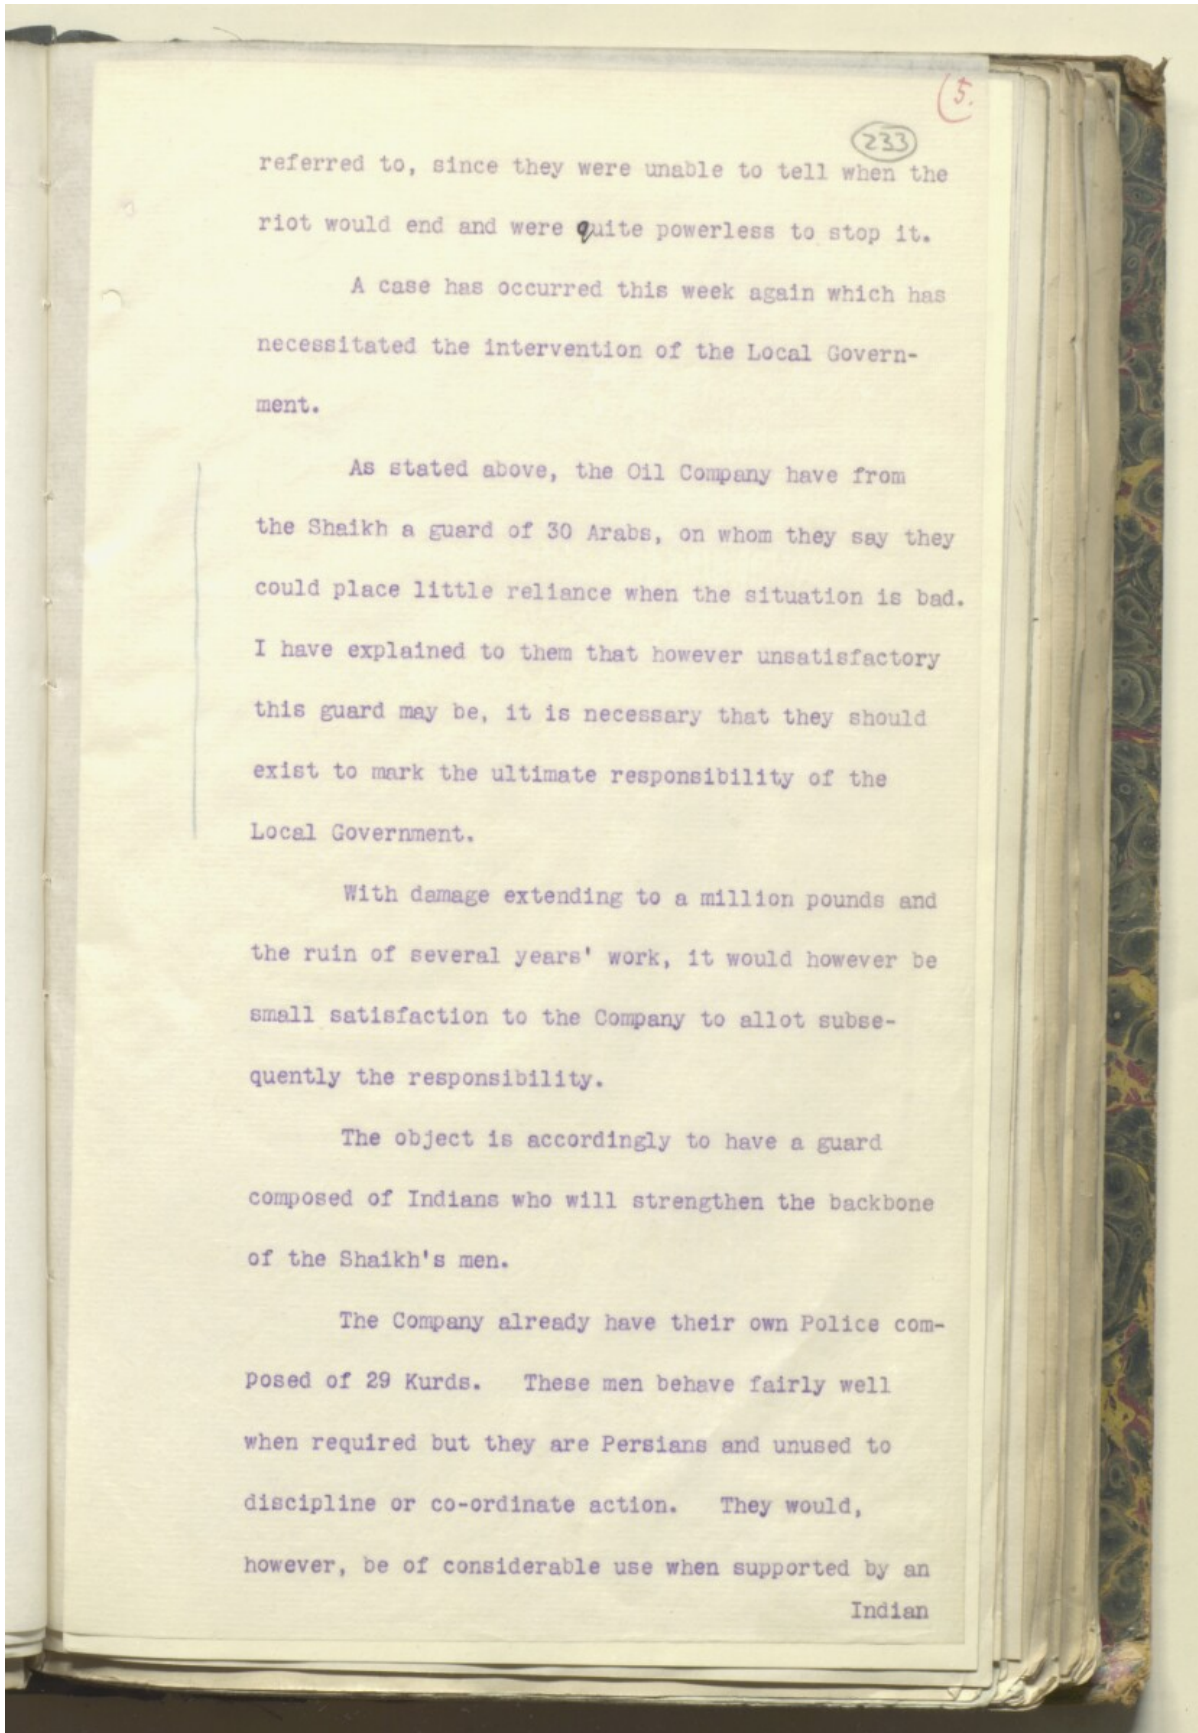 (5.
233
referred to, since they were unable to tell when the
riot would end and were quite powerless to stop it.
A case has occurred this week again which has
necessitated the intervention of the Local Govern-
ment.
As stated above, the Oil Company have from
the Shaikh a guard of 30 Arabs, on whom they say they
could place little reliance when the situation is bad.
I have explained to them that however unsatisfactory
this guard may be, it is necessary that they should
exist to mark the ultimate responsibility of the
Local Government.
With damage extending to a million pounds and
the ruin of several years' work, it would however be
small satisfaction to the Company to allot subse-
quently the responsibility.
The object is accordingly to have a guard
composed of Indians who will strengthen the backbone
of the Shaikh's men.
The Company already have their own Police com-
posed of 29 Kurds. These men behave fairly well
when required but they are Persians and unused to
discipline or co-ordinate action. They would,
however, be of considerable use when supported by an
Indian